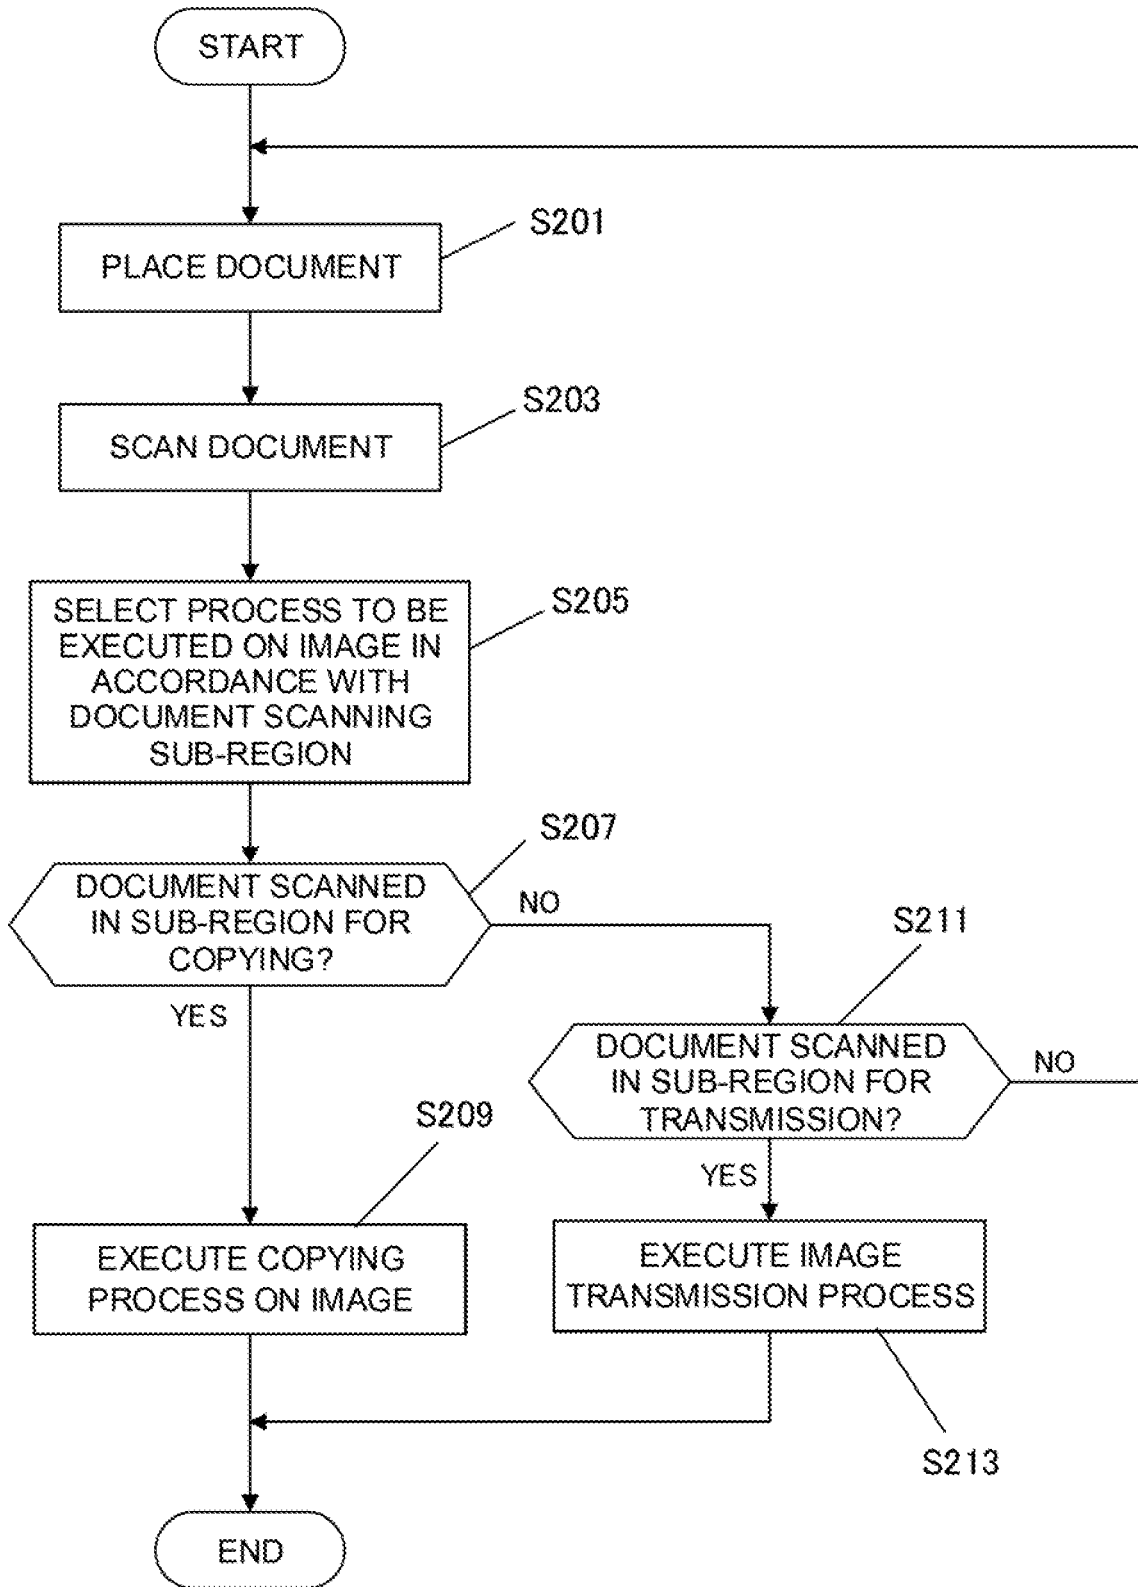 START
S201
PLACE DOCUMENT
S203
SCAN DOCUMENT
S205
SELECT PROCESS TO BE
EXECUTED ON IMAGE IN
ACCORDANCE WITH
DOCUMENT SCANNING
SUB-REGION
S207
DOCUMENT SCANNED
IN SUB-REGION FOR
COPYING?
NO
YES
S211
DOCUMENT SCANNED
IN SUB-REGION FOR
TRANSMISSION?
NO
YES
S209
EXECUTE COPYING
PROCESS ON IMAGE
EXECUTE IMAGE
TRANSMISSION PROCESS
S213
END